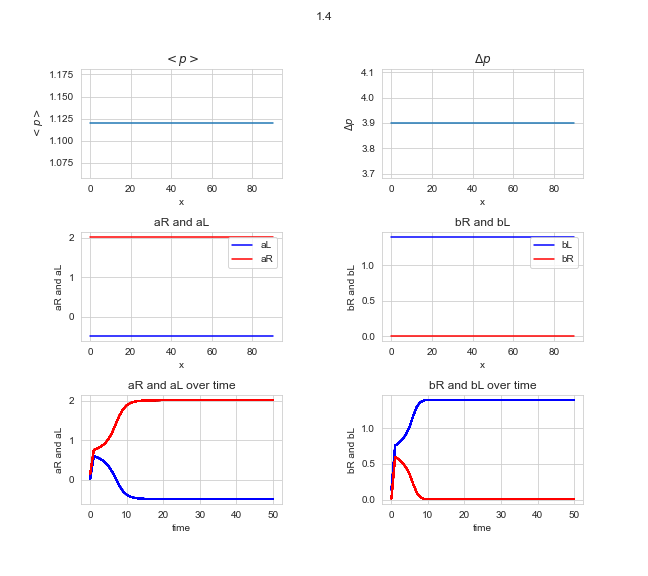 1.4
< p >
Δp
1.175
1.150
1.125
1.100
1.075
< p >
0 20 40 60 80
x
4.1
4.0
3.9
3.8
3.7
Δp
0 20 40 60 80
x
aR and aL
bR and bL
2
1
0
aR and aL
aL
aR
0 20 40 60 80
x
1.0
0.5
0.0
bR and bL
bL
bR
0 20 40 60 80
x
aR and aL over time
bR and bL over time
2
1
0
aR and aL
0 10 20 30 40 50
time
1.0
0.5
0.0
bR and bL
0 10 20 30 40 50
time